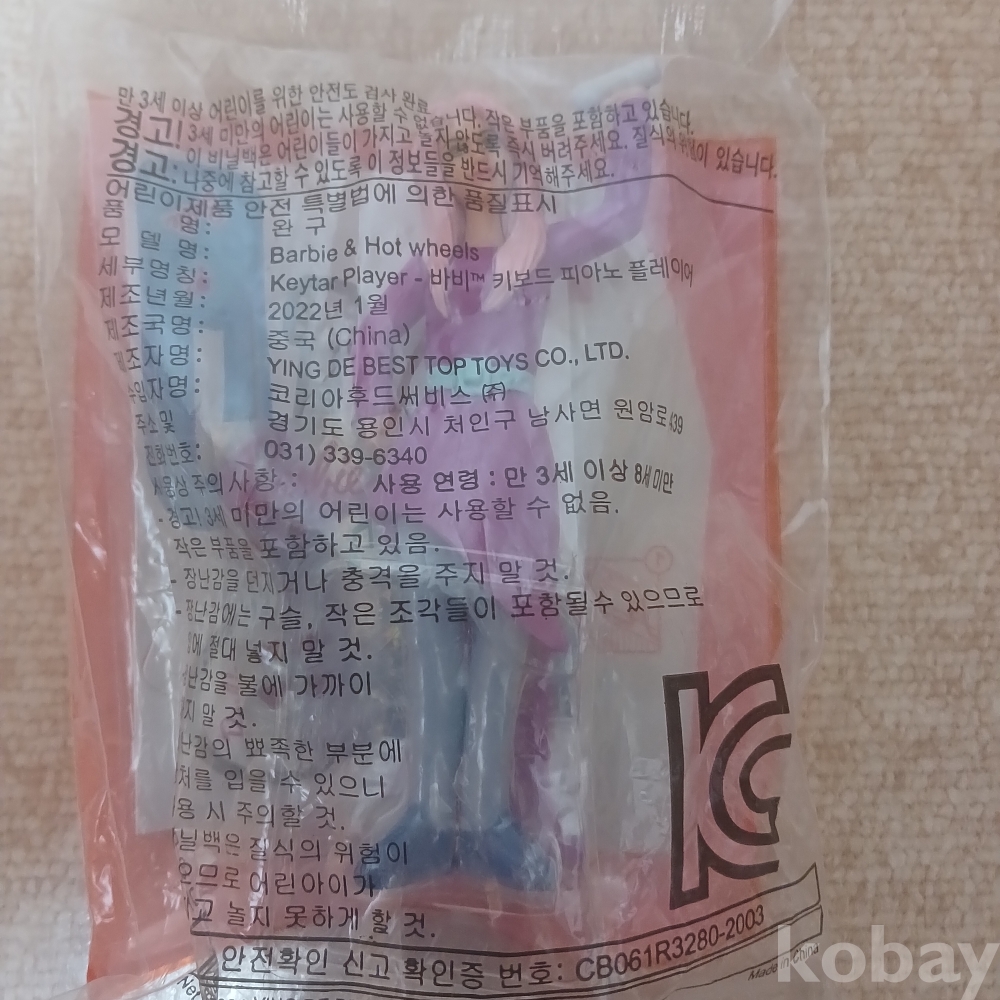 만 3세 이상 어린이를 위한 안전도 검사 완료
경고! 3세 미만의 어린이는 사용할 수 없습니다. 작은 부품을 포함하고 있습니다.
경고: 이 비닐백은 어린이들이 가지고 놀지 않도록 즉시 버려주세요. 질식의 위험이 있습니다.
나중에 참고할 수 있도록 이 정보들을 반드시 기억해주세요.
어린이제품 안전 특별법에 의한 품질표시
품 명: 완 구
모 델 명: Barbie & Hot wheels
세부명칭: Keytar Player - 바비™ 키보드 피아노 플레이어
제조년월: 2022년 1월
제조국명: 중국 (China)
제조자명: YING DE BEST TOP TOYS CO., LTD.
수입자명: 코리아후드써비스 ㈜
주소 및 경기도 용인시 처인구 남사면 원암로 439
전화번호: 031) 339-6340
사용상 주의사항: 사용 연령 : 만 3세 이상 8세 미만
- 경고! 3세 미만의 어린이는 사용할 수 없음.
작은 부품을 포함하고 있음.
- 장난감을 던지거나 충격을 주지 말 것.
- 장난감에는 구슬, 작은 조각들이 포함될수 있으므로
입에 절대 넣지 말 것.
장난감을 불에 가까이
지 말 것.
난감의 뾰족한 부분에
처를 입을 수 있으니
용 시 주의할 것.
닐백은 질식의 위험이
으므로 어린아이가
고 놀지 못하게 할 것.
KC
안전확인 신고 확인증 번호: CB061R3280-2003
Made in China
kobay